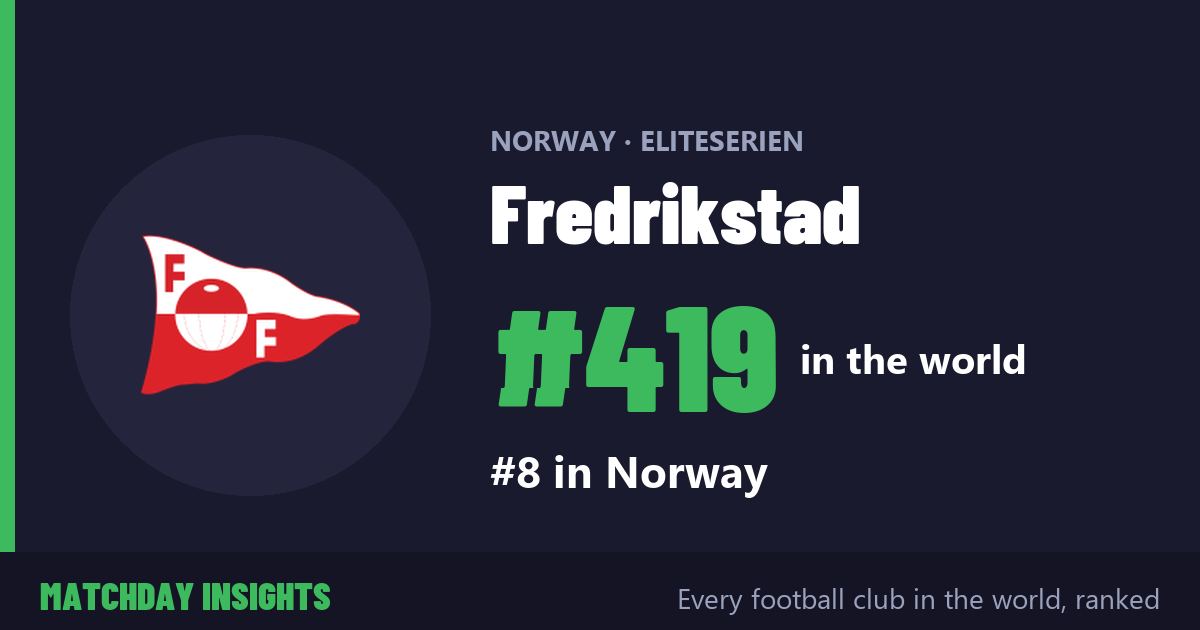 NORWAY · ELITESERIEN
Fredrikstad
F
F
#419 in the world
#8 in Norway
MATCHDAY INSIGHTS
Every football club in the world, ranked